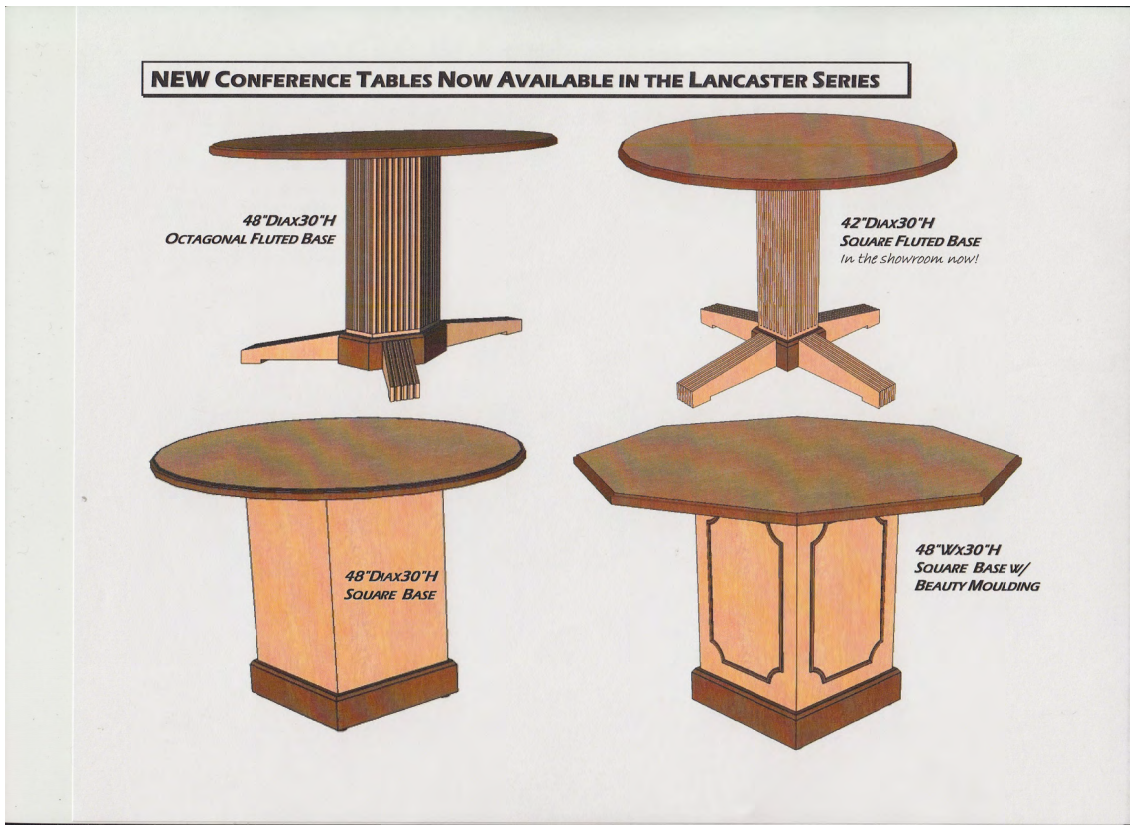 NEW CONFERENCE TABLES NOW AVAILABLE IN THE LANCASTER SERIES
48"DIAX30"H
OCTAGONAL FLUTED BASE
42"DIAX30"H
SQUARE FLUTED BASE
In the showroom now!
48"DIAX30"H
SQUARE BASE
48"WX30"H
SQUARE BASE W/
BEAUTY MOULDING